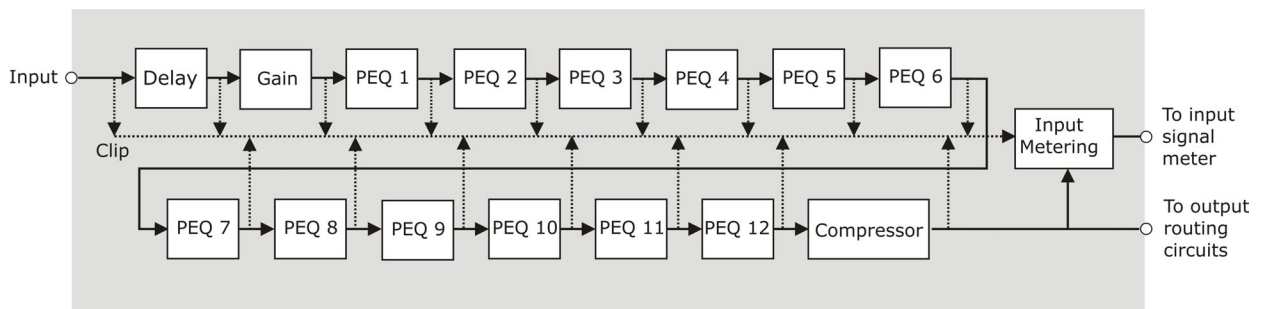 Input
Delay
Gain
PEQ 1
PEQ 2
PEQ 3
PEQ 4
PEQ 5
PEQ 6
Clip
Input
Metering
To input
signal
meter
PEQ 7
PEQ 8
PEQ 9
PEQ 10
PEQ 11
PEQ 12
Compressor
To output
routing
circuits